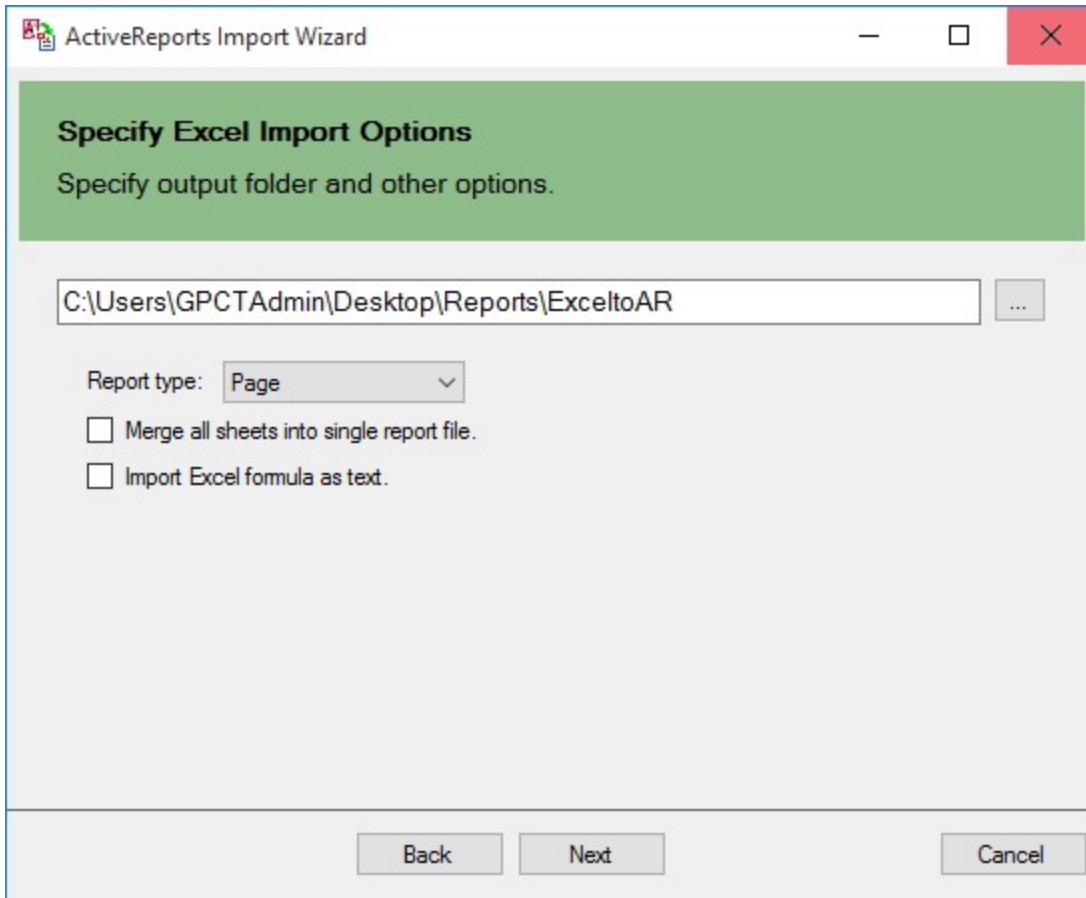 ActiveReports Import Wizard
Specify Excel Import Options
Specify output folder and other options.
C:\Users\GPCTAdmin\Desktop\Reports\ExceltoAR
...
Report type: Page
Merge all sheets into single report file.
Import Excel formula as text.
Back Next Cancel